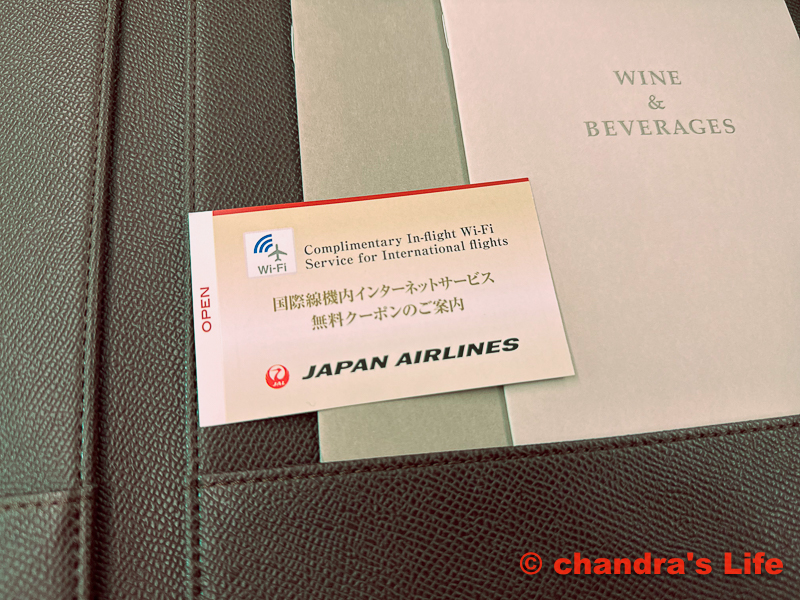 WINE
&
BEVERAGES
OPEN
Wi-Fi
Complimentary In-flight Wi-Fi
Service for International flights
国際線機内インターネットサービス
無料クーポンのご案内
JAL
JAPAN AIRLINES
© chandra's Life